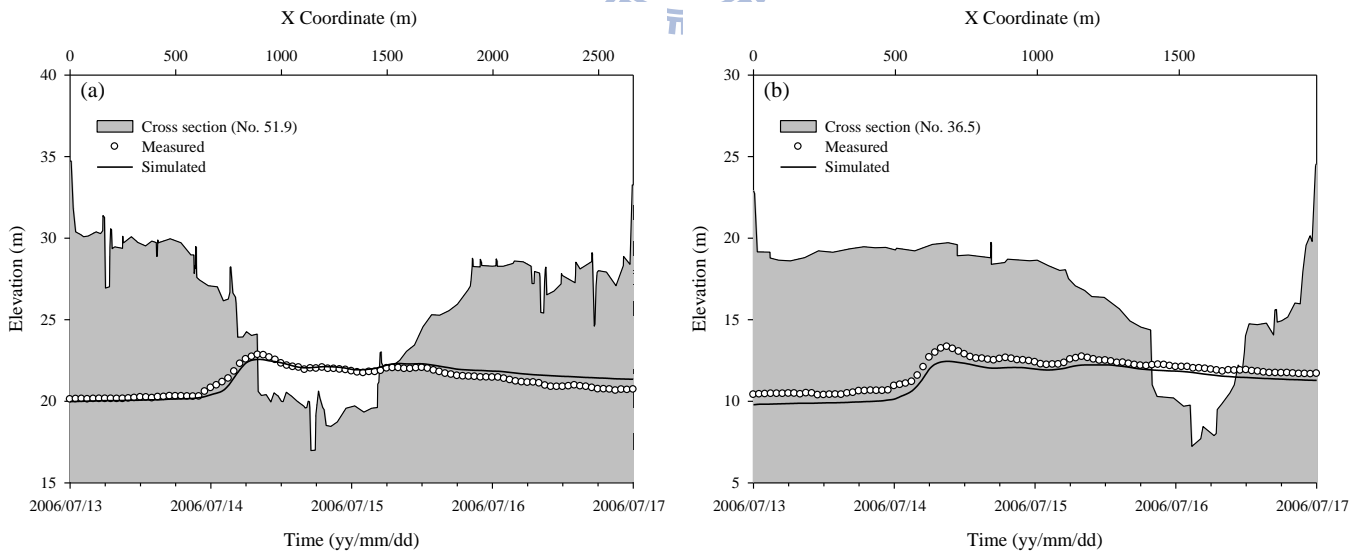 X Coordinate (m)
0 500 1000 1500 2000 2500
40
35
30
25
20
15
Elevation (m)
(a)
Cross section (No. 51.9)
Measured
Simulated
2006/07/13 2006/07/14 2006/07/15 2006/07/16 2006/07/17
Time (yy/mm/dd)
X Coordinate (m)
0 500 1000 1500
30
25
20
15
10
5
Elevation (m)
(b)
Cross section (No. 36.5)
Measured
Simulated
2006/07/13 2006/07/14 2006/07/15 2006/07/16 2006/07/17
Time (yy/mm/dd)